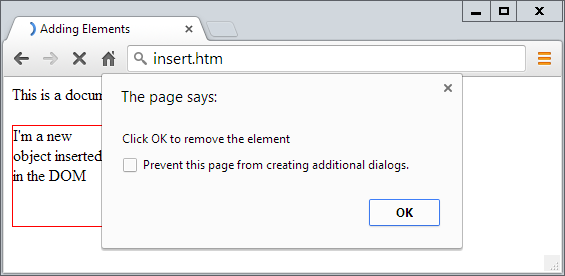 Adding Elements
insert.htm
This is a
The page says:
Click OK to remove the element
Prevent this page from creating additional dialogs.
OK
I'm a new
object inserted
in the DOM